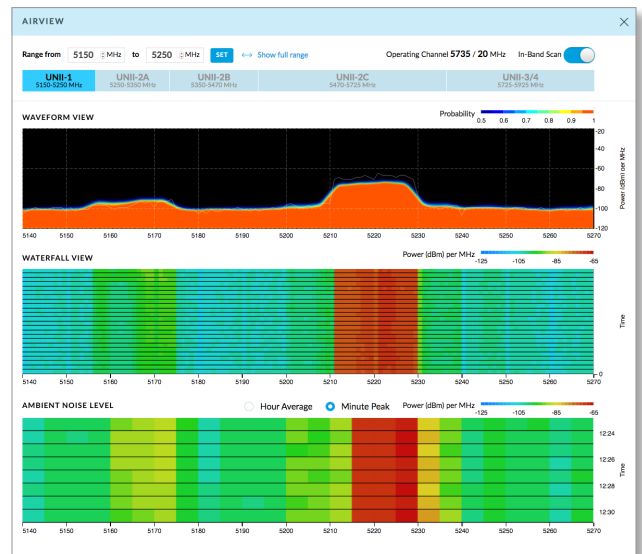 AIRVIEW
Range from 5150 MHz to 5250 MHz SET Show full range Operating Channel 5735 / 20 MHz In-Band Scan
UNII-1 UNII-2A UNII-2B UNII-2C UNII-3/4
5150-5250 MHz 5250-5350 MHz 5350-5470 MHz 5470-5725 MHz 5725-5925 MHz
WAVEFORM VIEW
Probability
0.5 0.6 0.7 0.8 0.9 1
-20
-40
-60
-80
-100
-120
Power (dBm) per MHz
5140 5150 5160 5170 5180 5190 5200 5210 5220 5230 5240 5250 5260 5270
WATERFALL VIEW
Power (dBm) per MHz
-125 -105 -85 -65
Time
0
5140 5150 5160 5170 5180 5190 5200 5210 5220 5230 5240 5250 5260 5270
AMBIENT NOISE LEVEL Hour Average Minute Peak Power (dBm) per MHz
-125 -105 -85 -65
12:24
12:26
12:28
12:30
Time
5140 5150 5160 5170 5180 5190 5200 5210 5220 5230 5240 5250 5260 5270